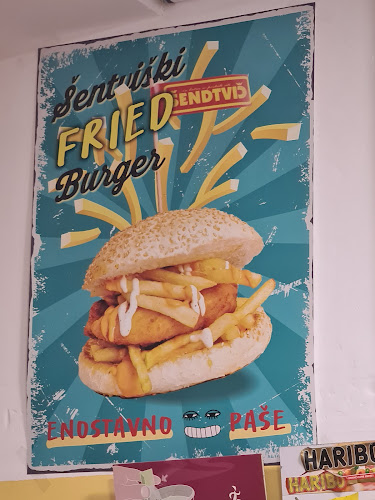 Šentviški
ŠENDTVIŠ
FRIED
Burger
ENOSTAVNO PAŠE
HARIBO
HARIBO